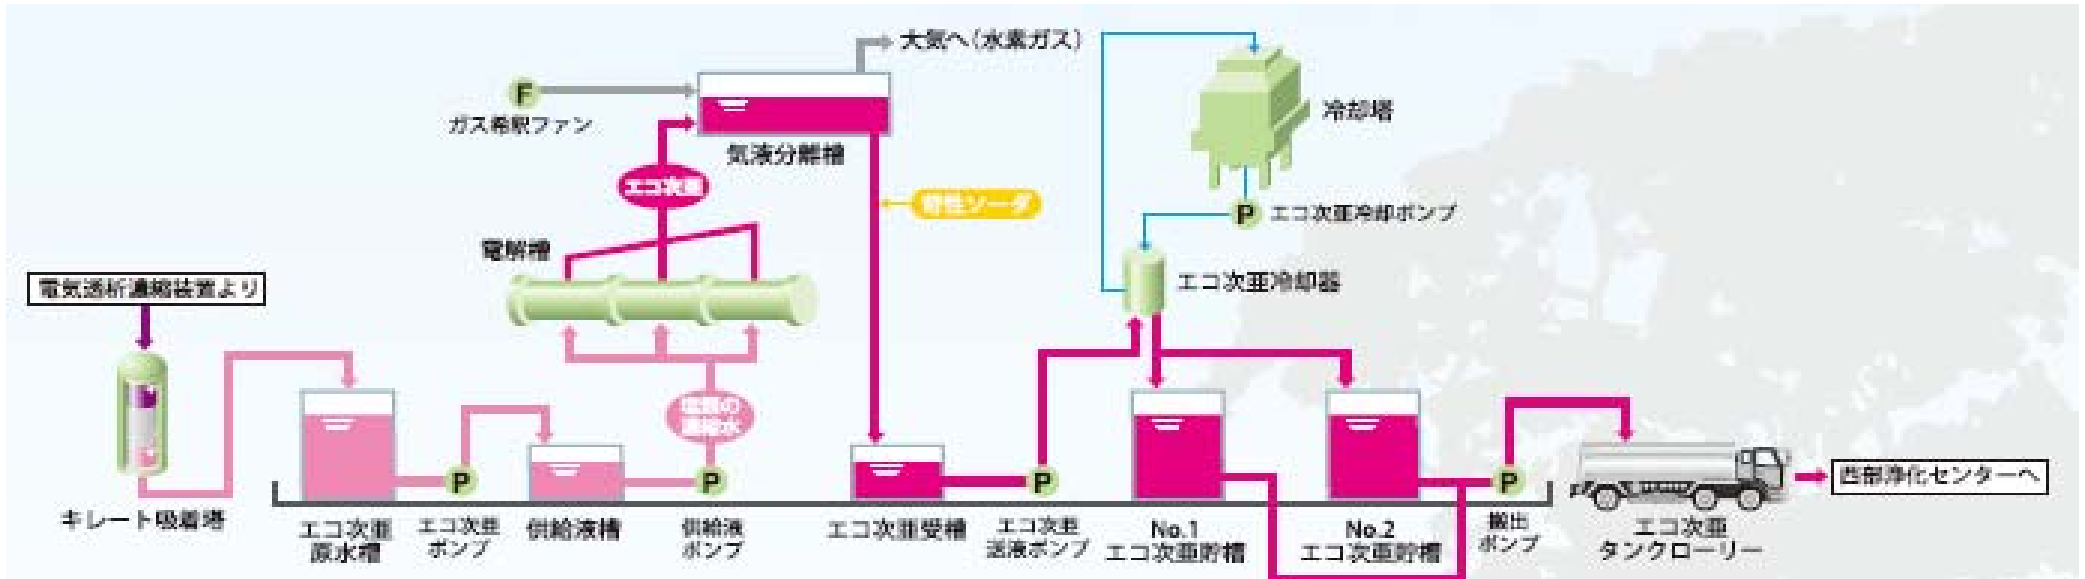 大気へ(水素ガス)
F
ガス希釈ファン
気液分離槽
冷却塔
エコ次亜
苛性ソーダ
P
エコ次亜冷却ポンプ
電解槽
電気透析濃縮装置より
エコ次亜冷却器
塩類の
濃縮水
P
P
P
P
西部浄化センターへ
キレート吸着塔
エコ次亜
原水槽
エコ次亜
ポンプ
供給液槽
供給液
ポンプ
エコ次亜受槽
エコ次亜
送液ポンプ
No.1
エコ次亜貯槽
No.2
エコ次亜貯槽
搬出
ポンプ
エコ次亜
タンクローリー